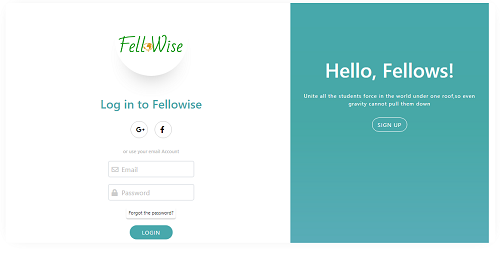 FellowWise
Log in to Fellowise
G+
f
or use your email Account
Email
Password
Forgot the password?
LOGIN
Hello, Fellows!
Unite all the students force in the world under one roof,so even
gravity cannot pull them down
SIGN UP